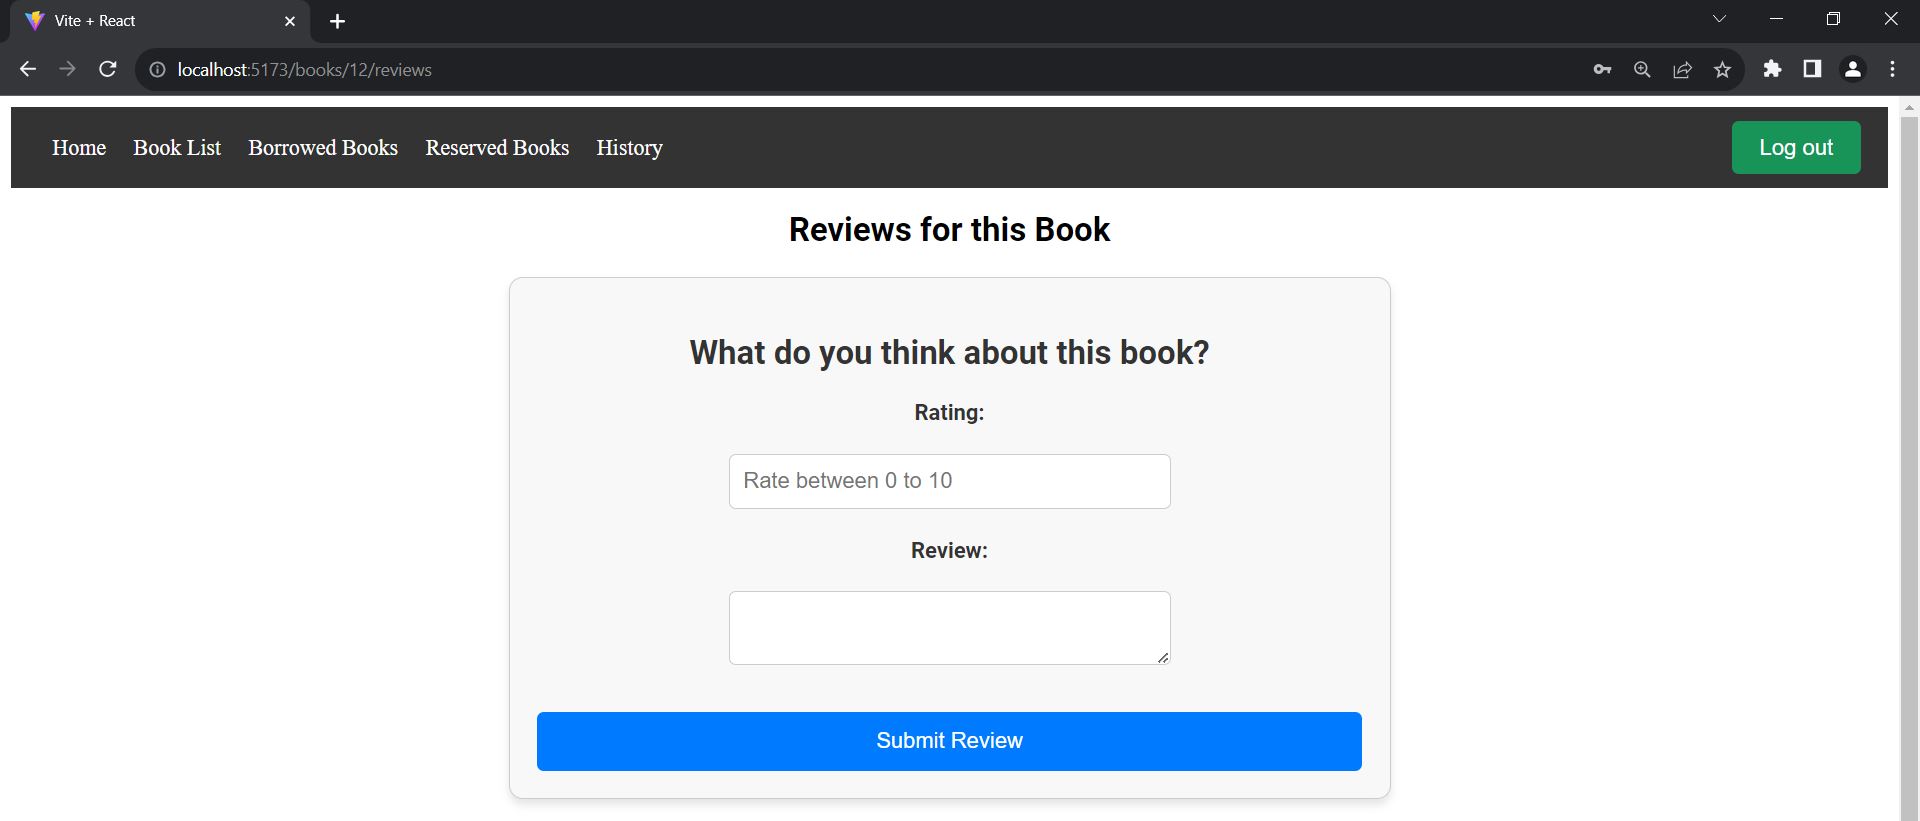 Vite + React
localhost:5173/books/12/reviews
Home Book List Borrowed Books Reserved Books History Log out
Reviews for this Book
What do you think about this book?
Rating:
Rate between 0 to 10
Review:
Submit Review